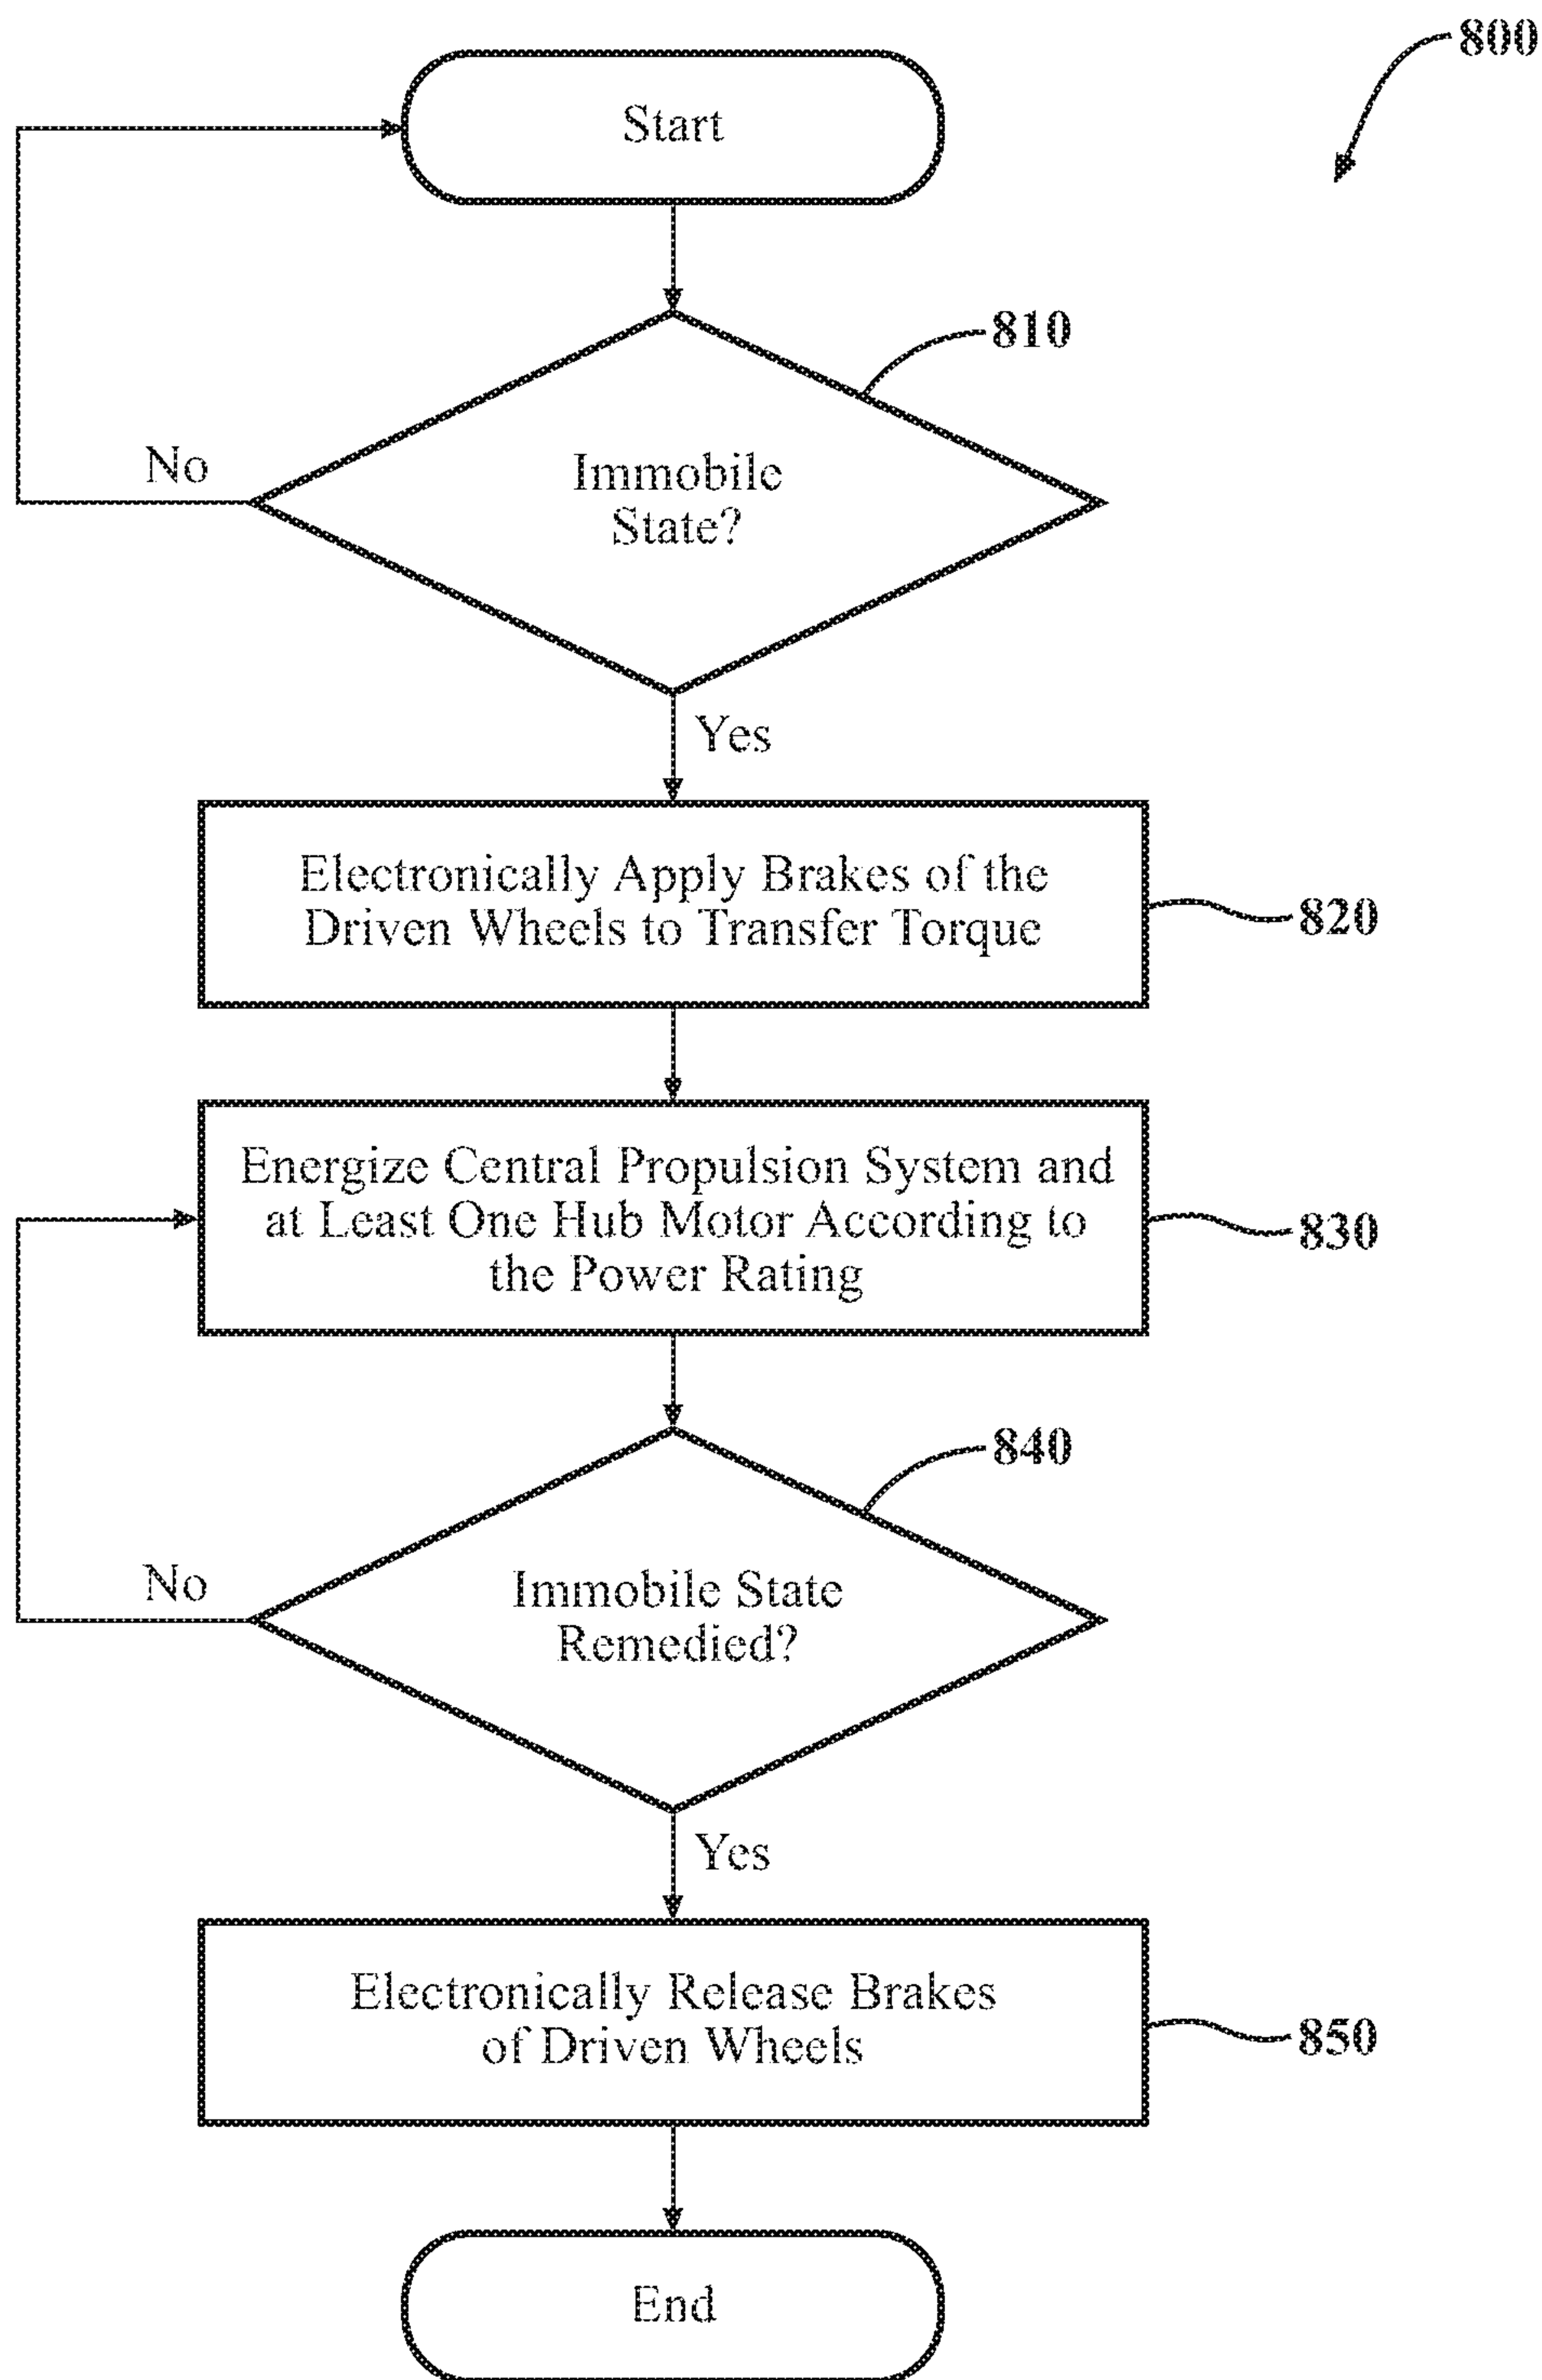 800
Start
810
Immobile
State?
No
Yes
Electronically Apply Brakes of the
Driven Wheels to Transfer Torque
820
Energize Central Propulsion System and
at Least One Hub Motor According to
the Power Rating
830
840
Immobile State
Remedied?
No
Yes
Electronically Release Brakes
of Driven Wheels
850
End